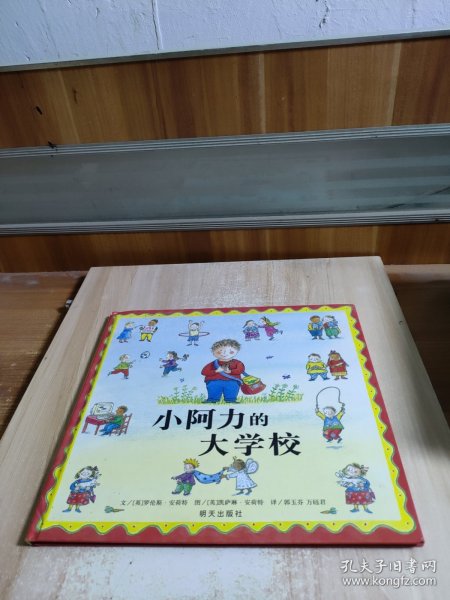 小阿力的
大学校
文/[英]罗伦斯·安荷特 图/[英]凯萨琳·安荷特 译/郭玉芬 万砡君
明天出版社
孔夫子旧书网
www.kongfz.com